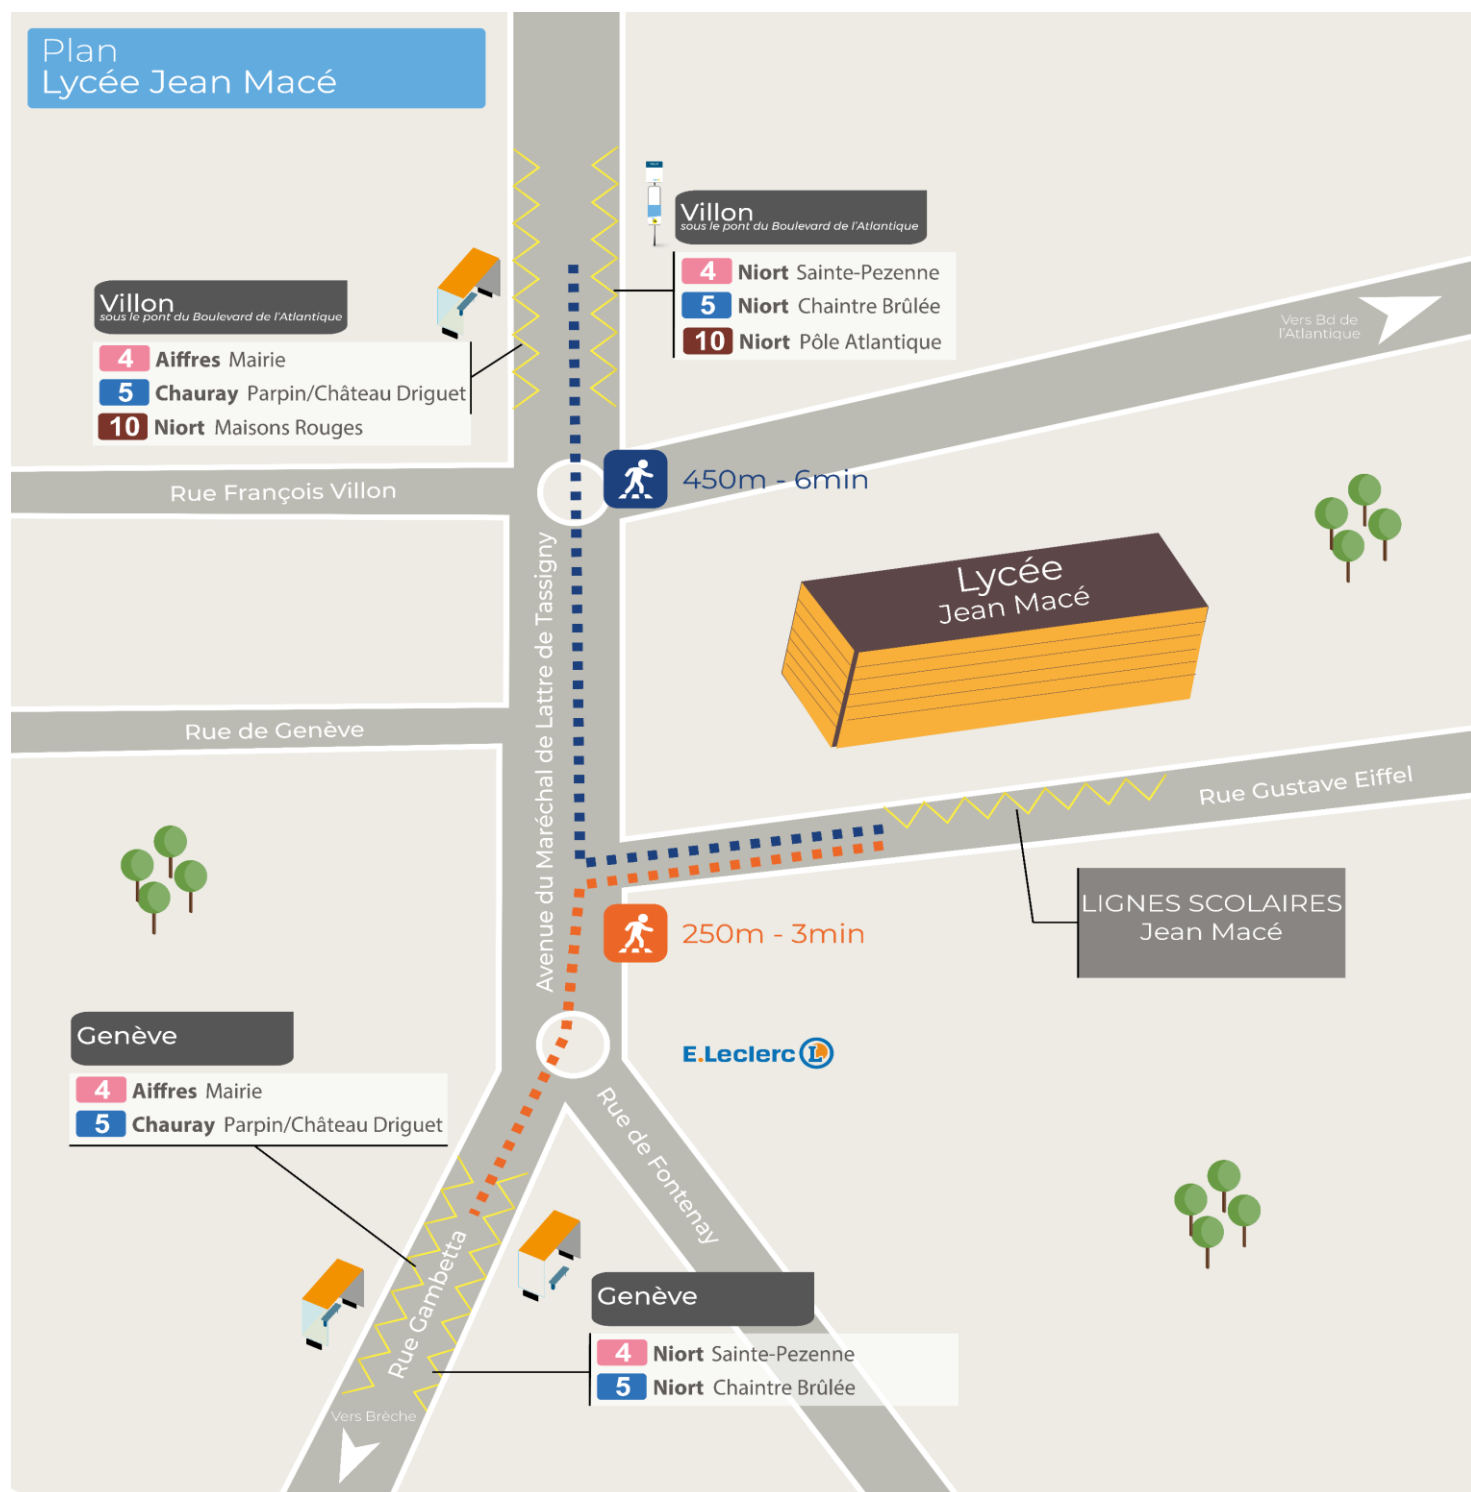 Plan
Lycée Jean Macé
Villon
sous le pont du Boulevard de l'Atlantique
4 Niort Sainte-Pezenne
5 Niort Chaintre Brûlée
10 Niort Pôle Atlantique
Villon
sous le pont du Boulevard de l'Atlantique
4 Aiffres Mairie
5 Chauray Parpin/Château Driguet
10 Niort Maisons Rouges
Vers Bd de
l'Atlantique
Rue François Villon
450m - 6min
Lycée
Jean Macé
Avenue du Maréchal de Lattre de Tassigny
Rue de Genève
Rue Gustave Eiffel
LIGNES SCOLAIRES
Jean Macé
250m - 3min
Genève
4 Aiffres Mairie
5 Chauray Parpin/Château Driguet
E.Leclerc L
Rue de Fontenay
Rue Gambetta
Genève
4 Niort Sainte-Pezenne
5 Niort Chaintre Brûlée
Vers Brèche